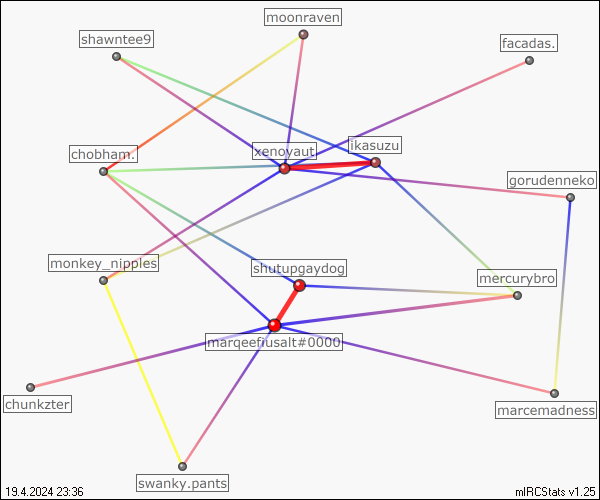 moonraven
shawntee9
facadas.
ikasuzu
xenoyaut
chobham.
gorudenneko
monkey_nipples
shutupgaydog
mercurybro
marqeefiusalt#0000
chunkzter
marcemadness
swanky.pants
19.4.2024 23:36
mIRCStats v1.25